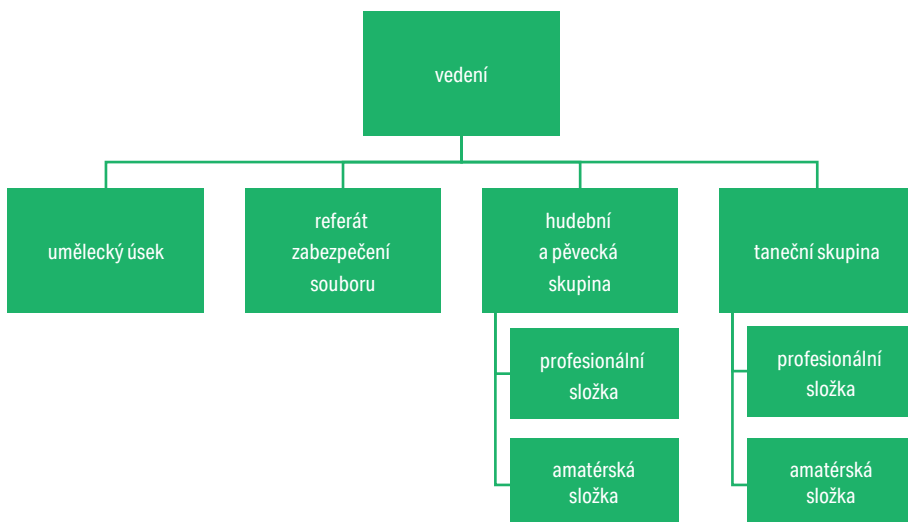 vedení
umělecký úsek
referát
zabezpečení
souboru
hudební
a pěvecká
skupina
taneční skupina
profesionální
složka
amatérská
složka
profesionální
složka
amatérská
složka